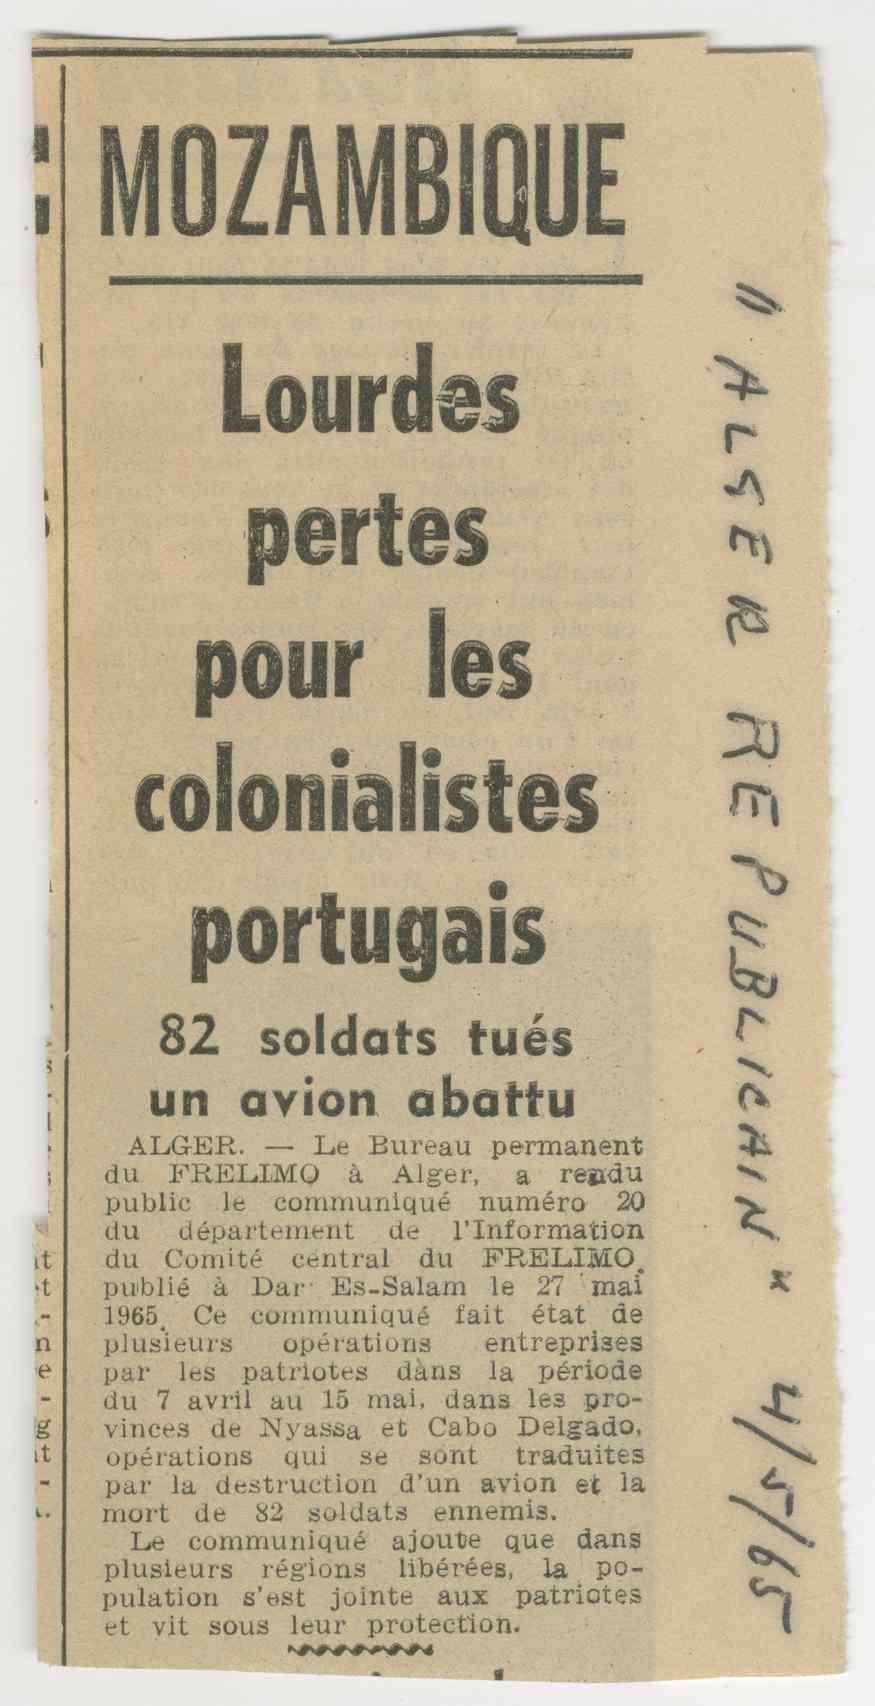 MOZAMBIQUE
Lourdes
pertes
pour les
colonialistes
portugais
82 soldats tués
un avion abattu
ALGER. — Le Bureau permanent
du FRELIMO à Alger, a rendu
public le communiqué numéro 20
du département de l'Information
du Comité central du FRELIMO,
publié à Dar Es-Salam le 27 mai
1965. Ce communiqué fait état de
plusieurs opérations entreprises
par les patriotes dans la période
du 7 avril au 15 mai, dans les pro-
vinces de Nyassa et Cabo Delgado,
opérations qui se sont traduites
par la destruction d'un avion et la
mort de 82 soldats ennemis.
Le communiqué ajoute que dans
plusieurs régions libérées, la po-
pulation s'est jointe aux patriotes
et vit sous leur protection.
"ALGER REPUBLICAIN" 4/5/65